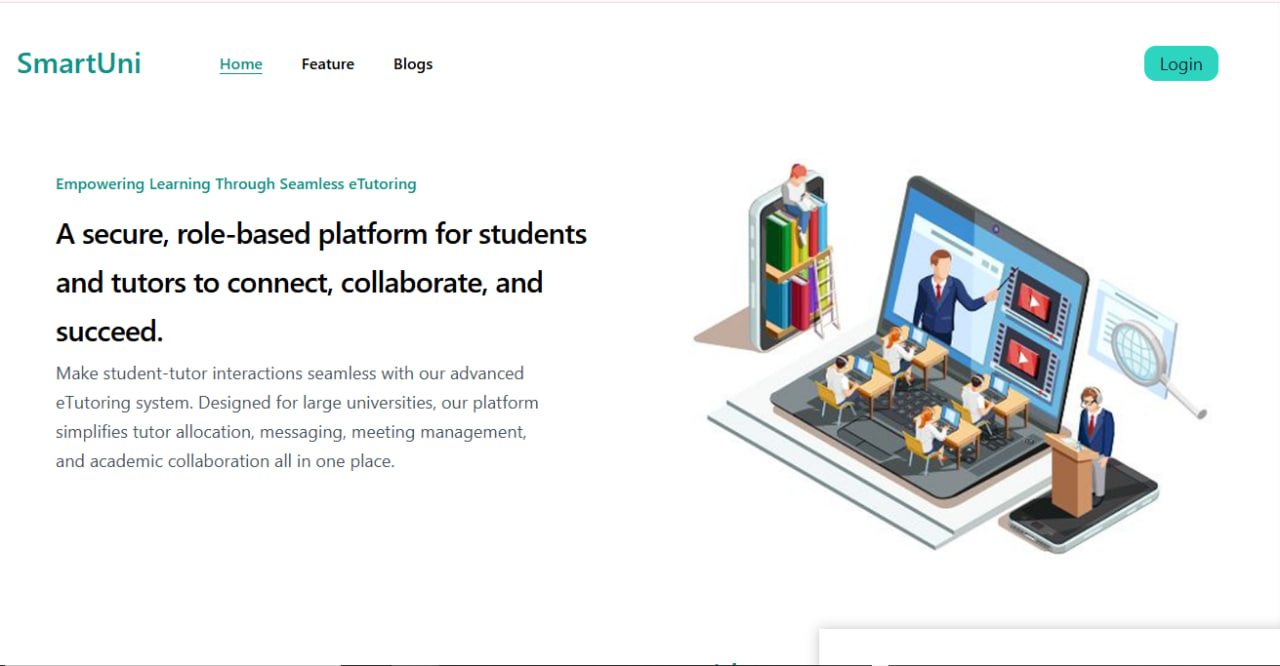 SmartUni
Home
Feature
Blogs
Login
Empowering Learning Through Seamless eTutoring
A secure, role-based platform for students
and tutors to connect, collaborate, and
succeed.
Make student-tutor interactions seamless with our advanced
eTutoring system. Designed for large universities, our platform
simplifies tutor allocation, messaging, meeting management,
and academic collaboration all in one place.